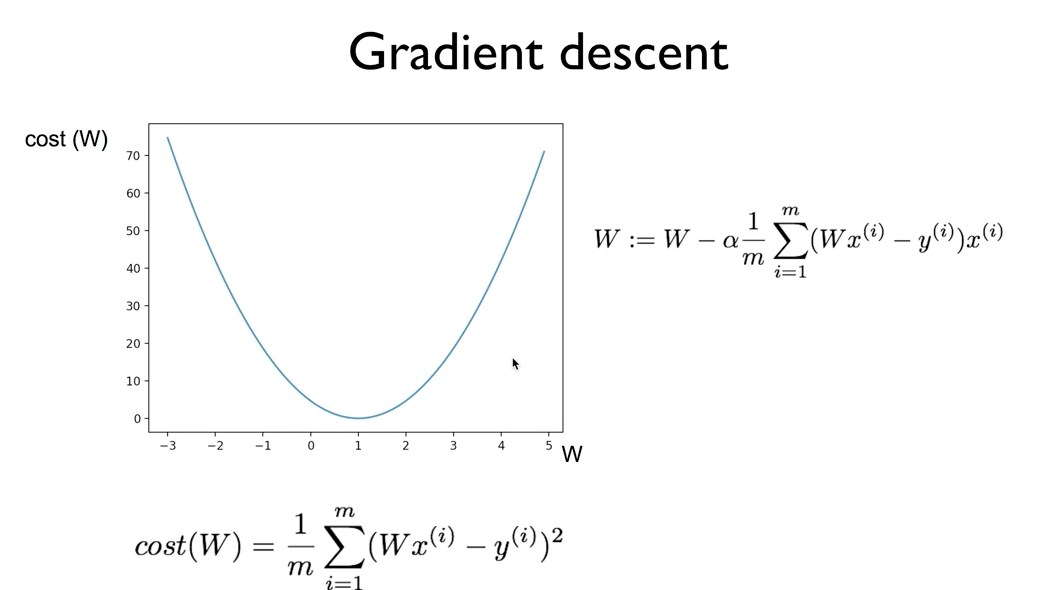 Gradient descent
cost (W)
70
60
50
40
30
20
10
0
−3 −2 −1 0 1 2 3 4 5
W
W := W − α \frac{1}{m} \sum_{i=1}^{m} (Wx^{(i)} − y^{(i)})x^{(i)}
cost(W) = \frac{1}{m} \sum_{i=1}^{m} (Wx^{(i)} − y^{(i)})^2